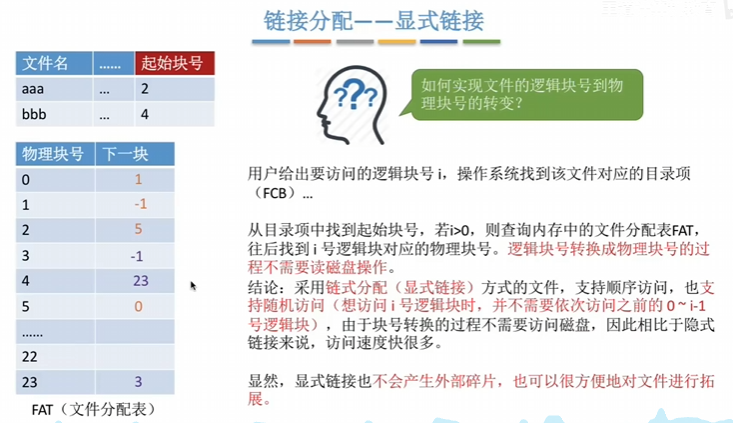 链接分配——显式链接
文件名 …… 起始块号
aaa … 2
bbb … 4
???
如何实现文件的逻辑块号到物
理块号的转变?
物理块号 下一块
0 1
1 -1
2 5
3 -1
4 23
5 0
……
22
23 3
FAT(文件分配表)
用户给出要访问的逻辑块号 i,操作系统找到该文件对应的目录项
(FCB)…
从目录项中找到起始块号,若i>0,则查询内存中的文件分配表FAT,
往后找到 i 号逻辑块对应的物理块号。逻辑块号转换成物理块号的过
程不需要读磁盘操作。
结论:采用链式分配(显式链接)方式的文件,支持顺序访问,也支
持随机访问(想访问 i 号逻辑块时,并不需要依次访问之前的 0 ~ i-1
号逻辑块),由于块号转换的过程不需要访问磁盘,因此相比于隐式
链接来说,访问速度快很多。
显然,显式链接也不会产生外部碎片,也可以很方便地对文件进行拓
展。